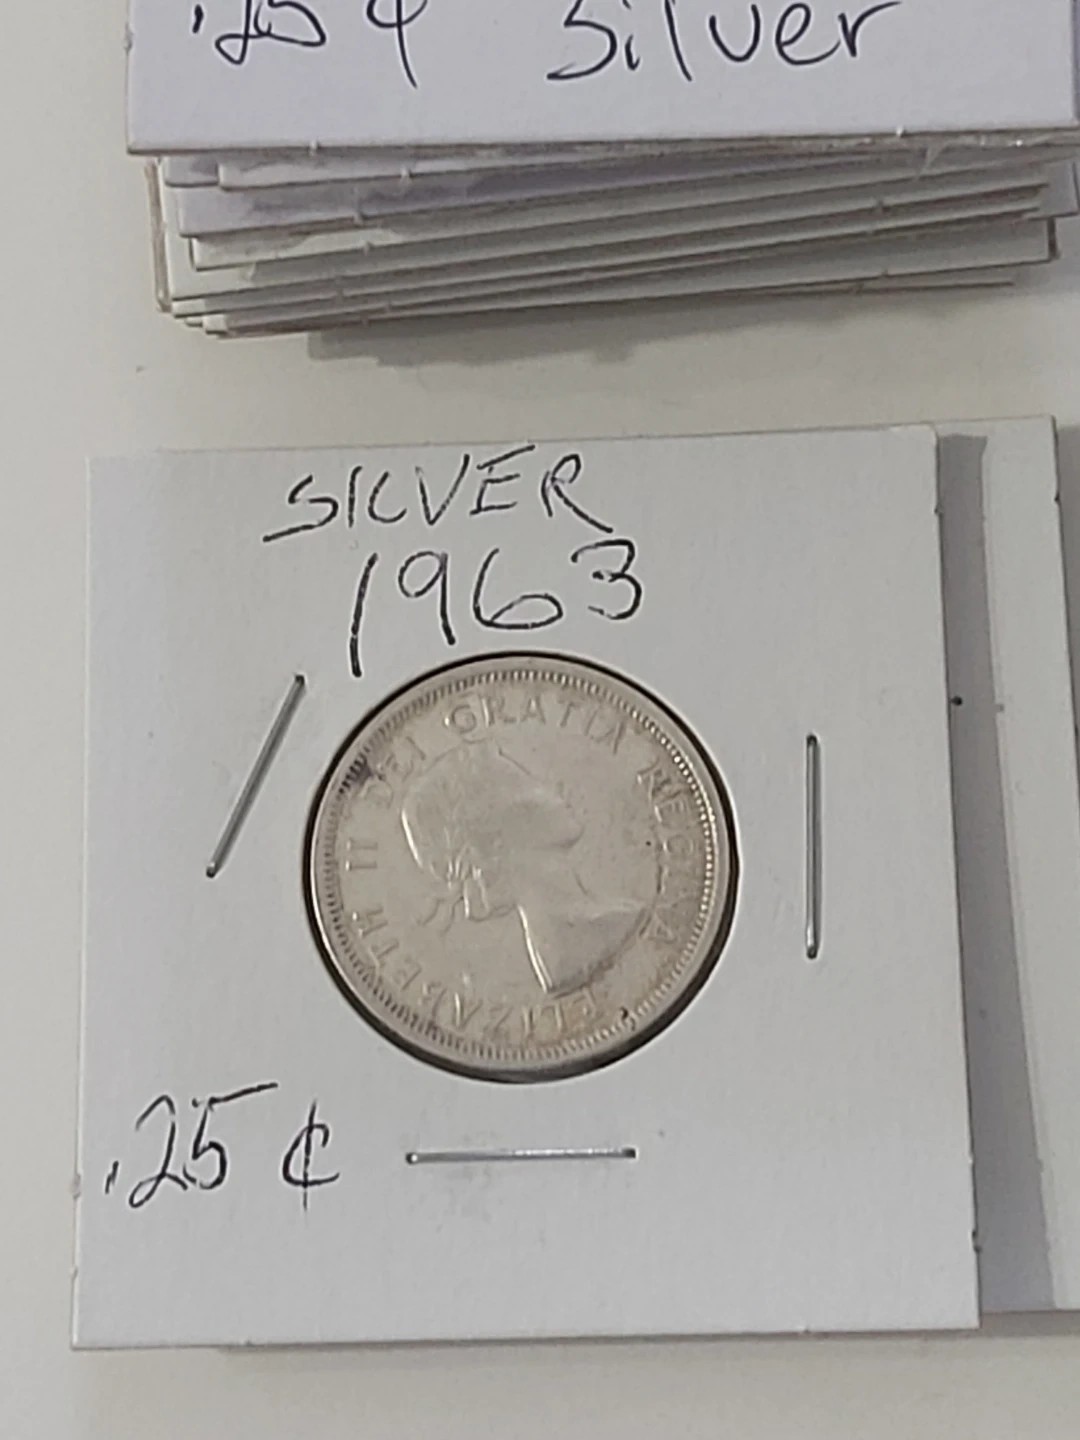 .25 ¢ Silver
SILVER
1963
ELIZABETH II DEI GRATIA REGINA
.25 ¢